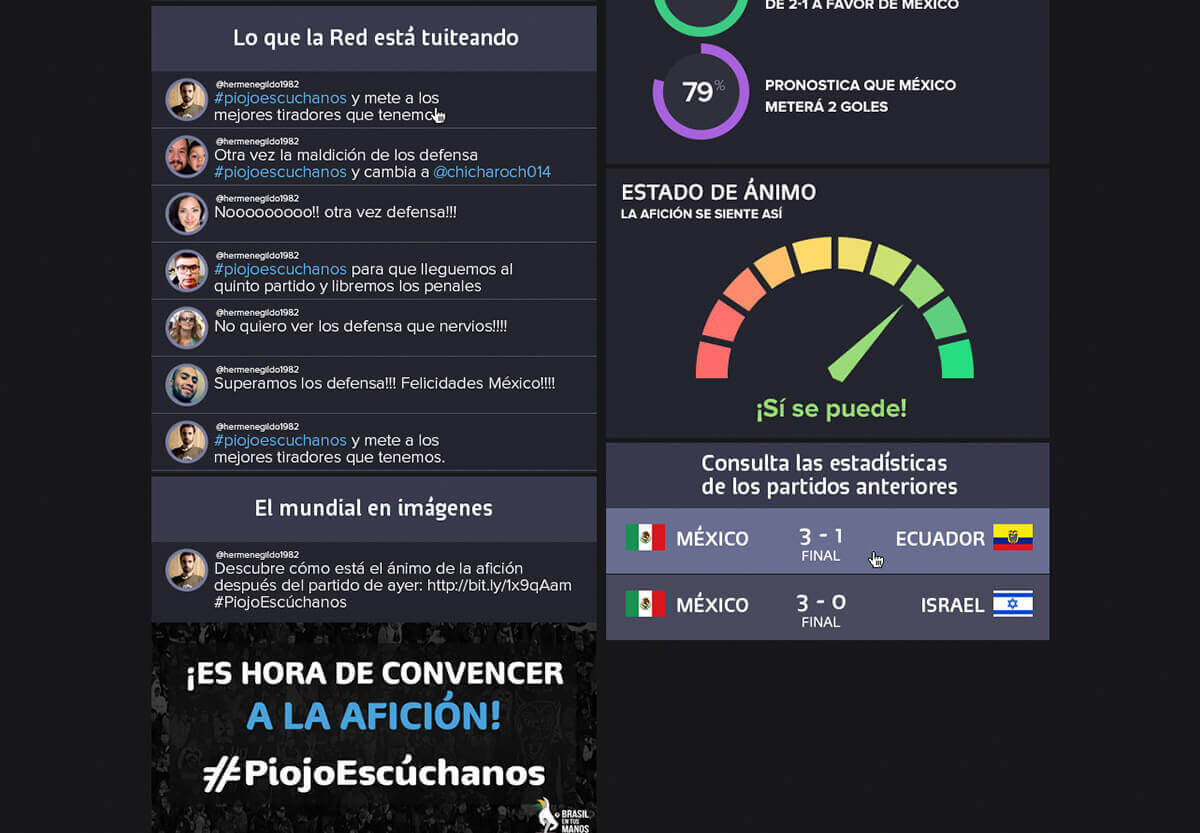 Lo que la Red está tuiteando
@hermenegildo1982
#piojoescuchanos y mete a los
mejores tiradores que tenemo
@hermenegildo1982
Otra vez la maldición de los defensa
#piojoescuchanos y cambia a @chicharoch014
@hermenegildo1982
Nooooooooo!! otra vez defensa!!!
@hermenegildo1982
#piojoescuchanos para que lleguemos al
quinto partido y libremos los penales
@hermenegildo1982
No quiero ver los defensa que nervios!!!!
@hermenegildo1982
Superamos los defensa!!! Felicidades México!!!!
@hermenegildo1982
#piojoescuchanos y mete a los
mejores tiradores que tenemos.
El mundial en imágenes
@hermenegildo1982
Descubre cómo está el ánimo de la afición
después del partido de ayer: http://bit.ly/1x9qAam
#PiojoEscúchanos
¡ES HORA DE CONVENCER
A LA AFICIÓN!
#PiojoEscúchanos
BRASIL
EN TUS
MANOS
DE 2-1 A FAVOR DE MÉXICO
79%
PRONOSTICA QUE MÉXICO
METERÁ 2 GOLES
ESTADO DE ÁNIMO
LA AFICIÓN SE SIENTE ASÍ
¡Sí se puede!
Consulta las estadísticas
de los partidos anteriores
MÉXICO 3 - 1 ECUADOR
FINAL
MÉXICO 3 - 0 ISRAEL
FINAL